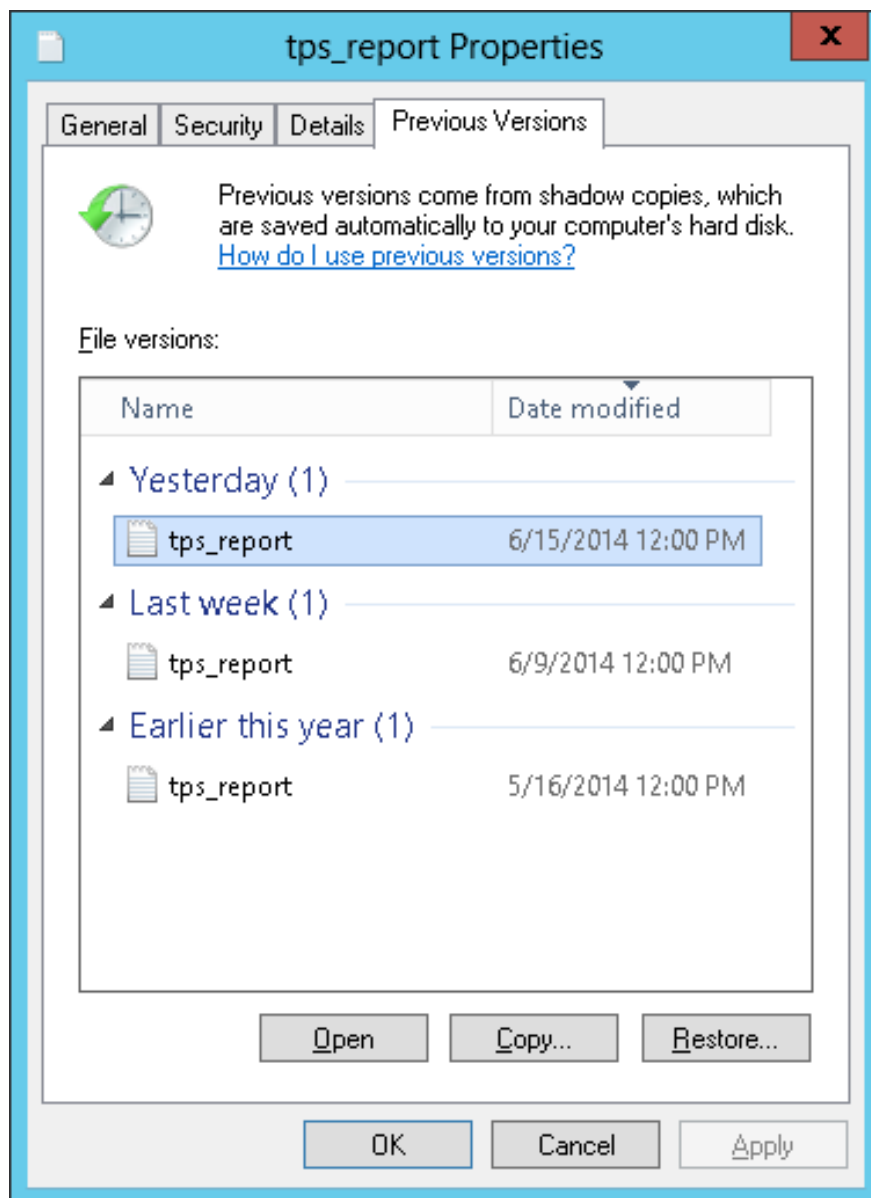 tps_report Properties
x
General Security Details Previous Versions
Previous versions come from shadow copies, which
are saved automatically to your computer's hard disk.
How do I use previous versions?
File versions:
Name Date modified
Yesterday (1)
tps_report 6/15/2014 12:00 PM
Last week (1)
tps_report 6/9/2014 12:00 PM
Earlier this year (1)
tps_report 5/16/2014 12:00 PM
Open Copy... Restore...
OK Cancel Apply